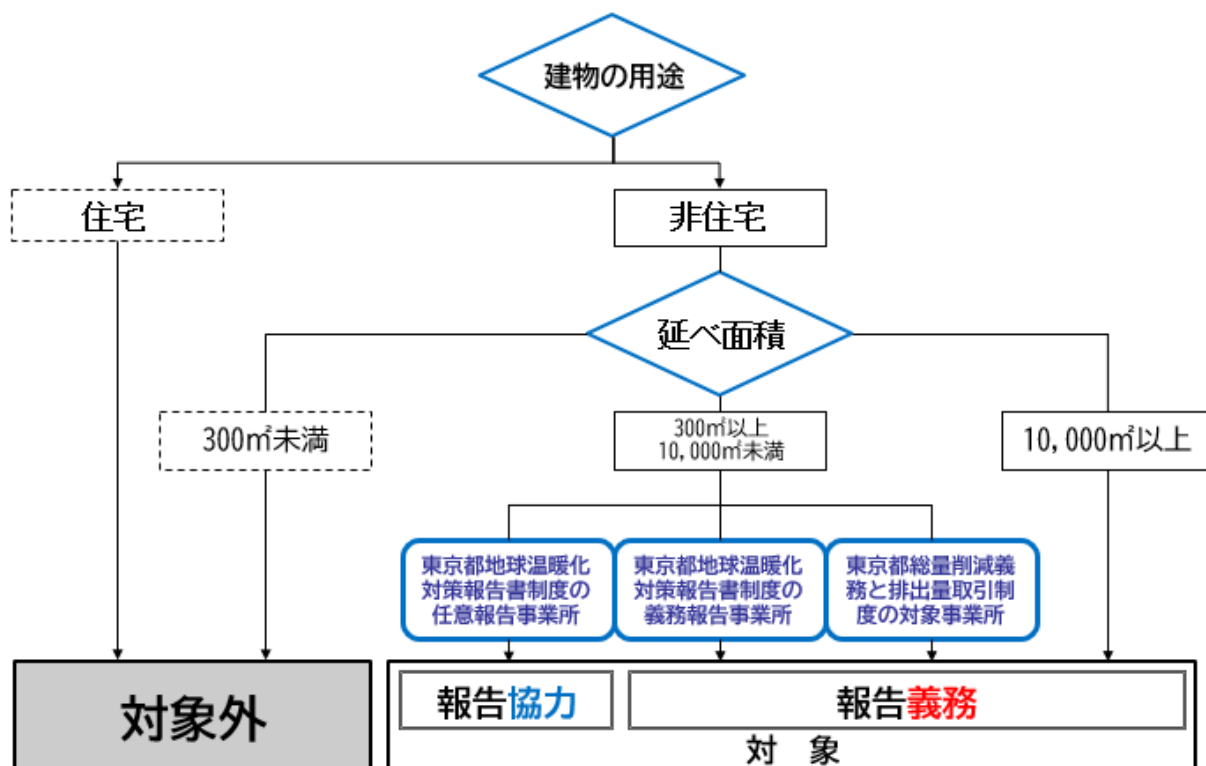 建物の用途
住宅
非住宅
延べ面積
300㎡未満
300㎡以上
10,000㎡未満
10,000㎡以上
東京都地球温暖化
対策報告書制度の
任意報告事業所
東京都地球温暖化
対策報告書制度の
義務報告事業所
東京都総量削減義
務と排出量取引制
度の対象事業所
対象外
報告協力
報告義務
対 象